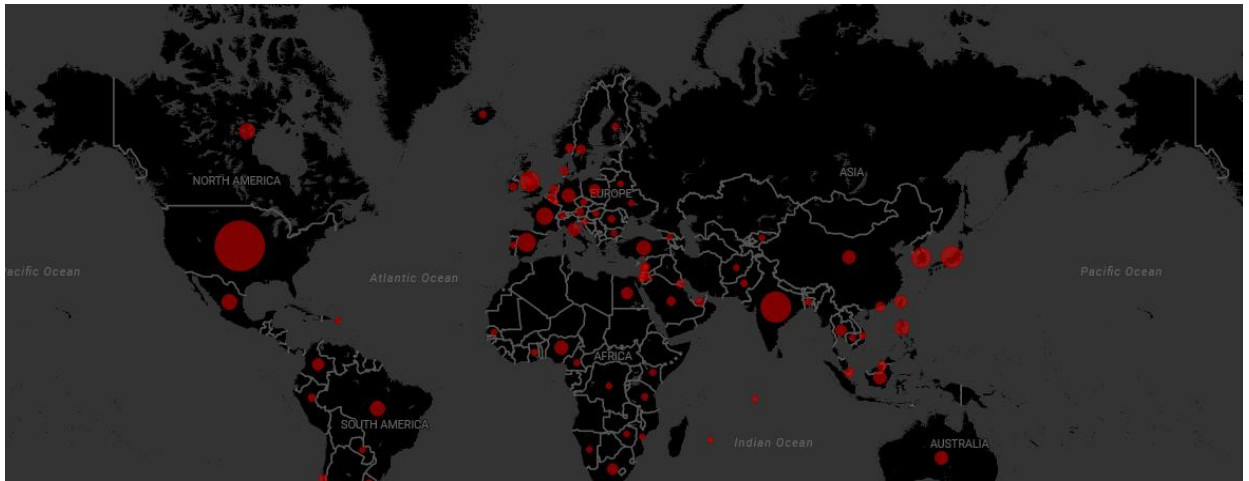 NORTH AMERICA
ASIA
EUROPE
acific Ocean
Atlantic Ocean
Pacific Ocean
AFRICA
SOUTH AMERICA
Indian Ocean
AUSTRALIA